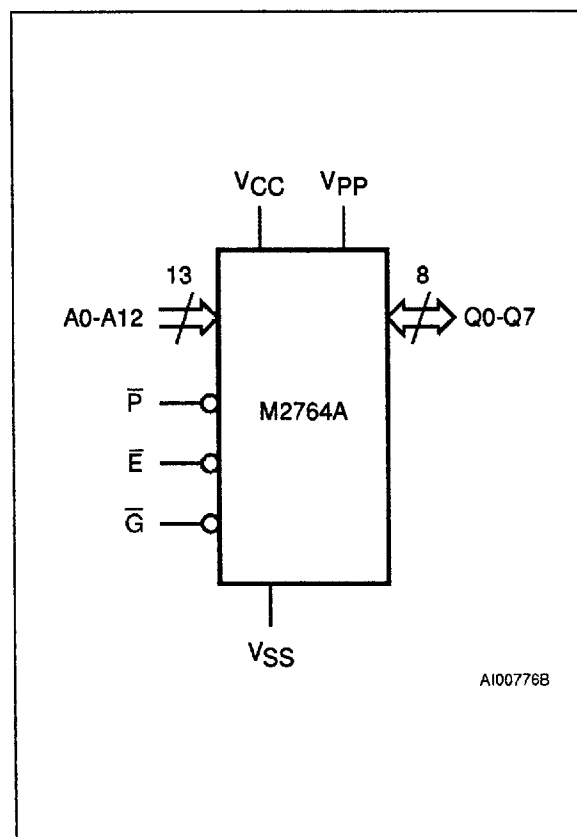 VCC VPP
13 8
A0-A12 Q0-Q7
P̅
M2764A
E̅
G̅
VSS
AI00776B